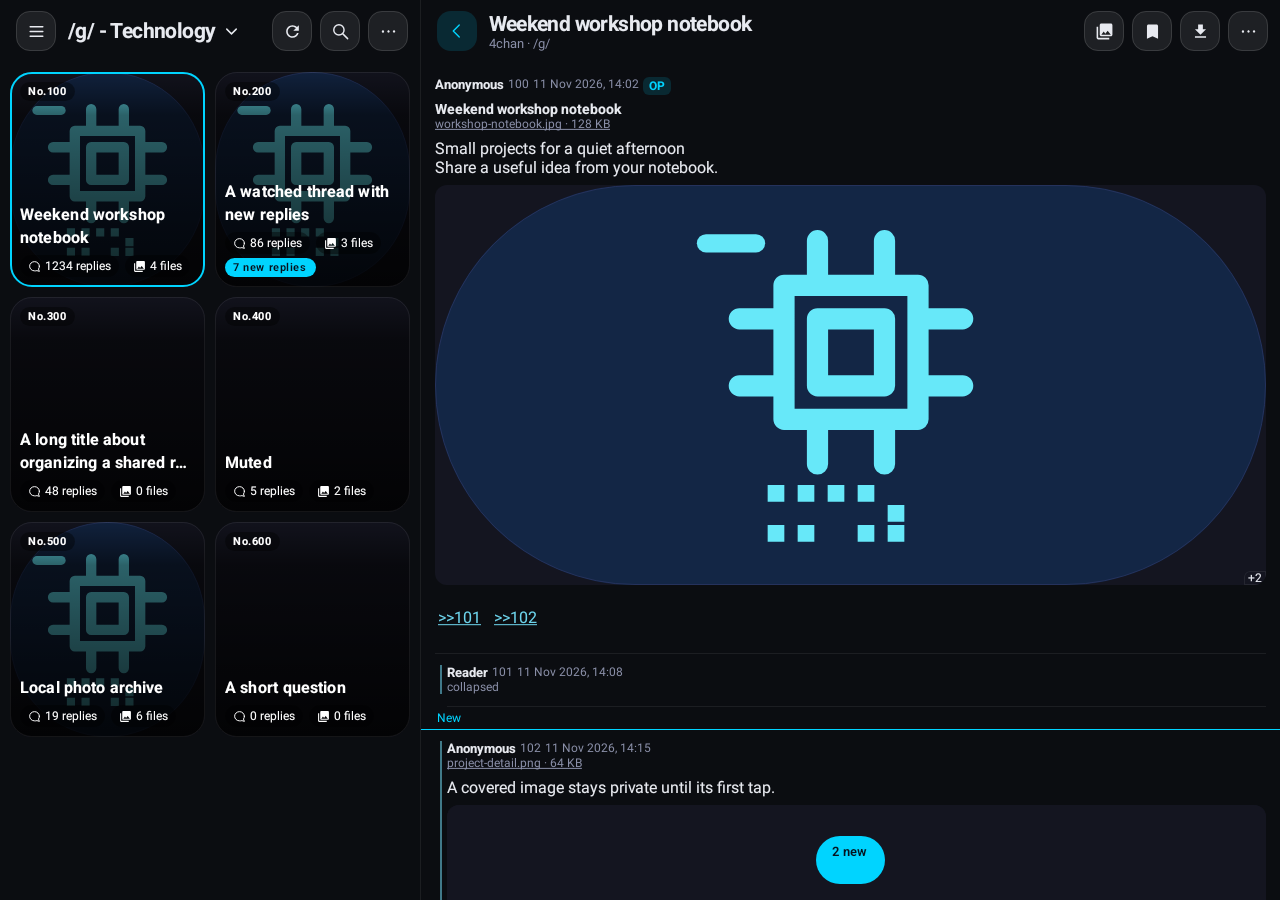 /g/ - Technology
No.100
Weekend workshop
notebook
1234 replies 4 files
No.200
A watched thread with
new replies
86 replies 3 files
7 new replies
No.300
A long title about
organizing a shared r...
48 replies 0 files
No.400
Muted
5 replies 2 files
No.500
Local photo archive
19 replies 6 files
No.600
A short question
0 replies 0 files
Weekend workshop notebook
4chan · /g/
Anonymous 100 11 Nov 2026, 14:02 OP
Weekend workshop notebook
workshop-notebook.jpg · 128 KB
Small projects for a quiet afternoon
Share a useful idea from your notebook.
+2
>>101 >>102
Reader 101 11 Nov 2026, 14:08
collapsed
New
Anonymous 102 11 Nov 2026, 14:15
project-detail.png · 64 KB
A covered image stays private until its first tap.
2 new